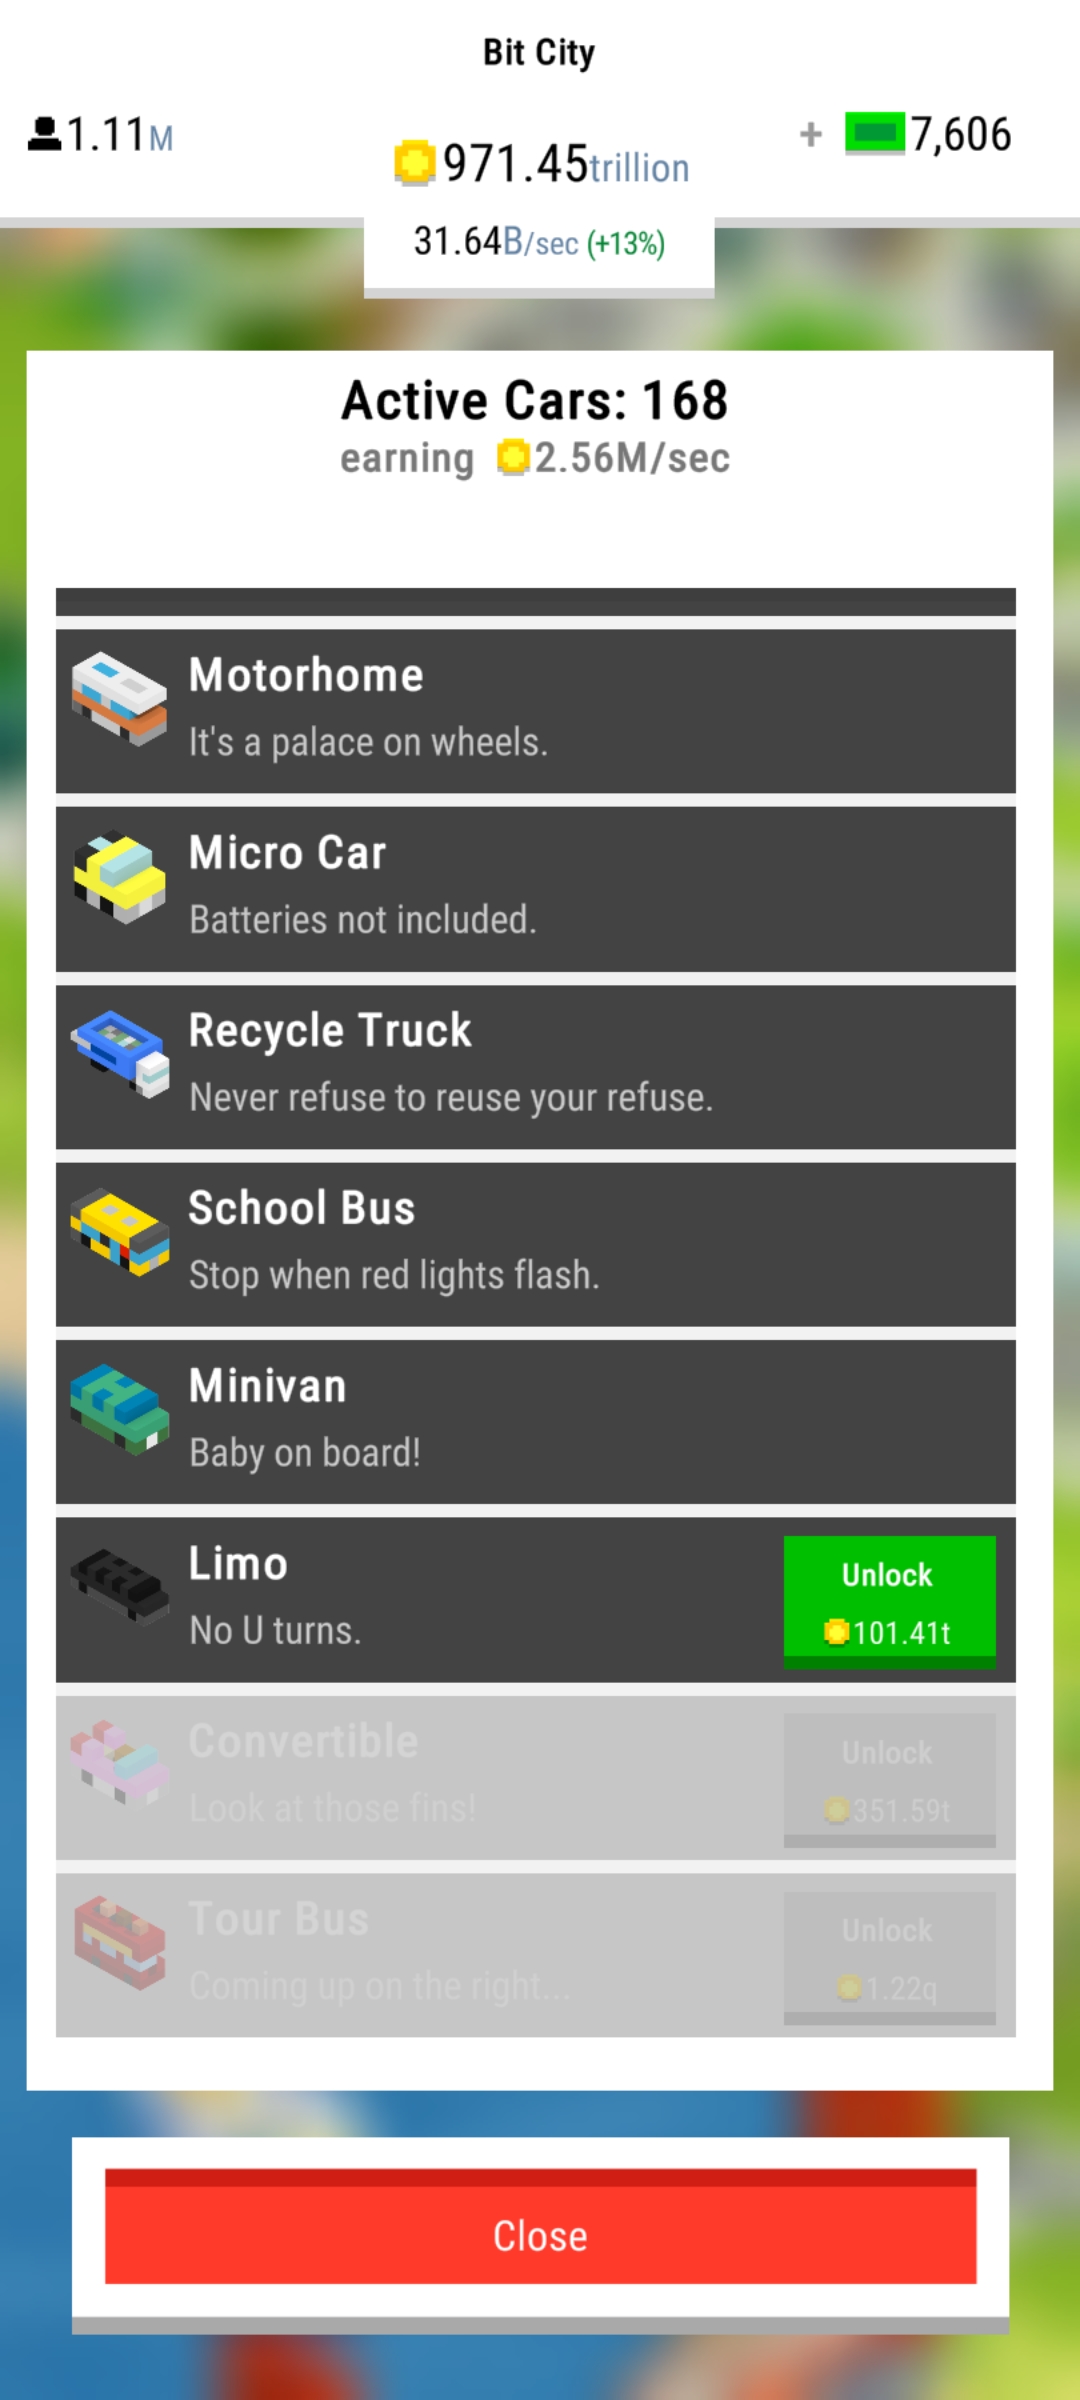 Bit City
1.11M
971.45trillion
+ 7,606
31.64B/sec (+13%)
Active Cars: 168
earning 2.56M/sec
Motorhome
It's a palace on wheels.
Micro Car
Batteries not included.
Recycle Truck
Never refuse to reuse your refuse.
School Bus
Stop when red lights flash.
Minivan
Baby on board!
Limo
No U turns.
Unlock
101.41t
Convertible
Look at those fins!
Unlock
351.59t
Tour Bus
Coming up on the right...
Unlock
1.22q
Close